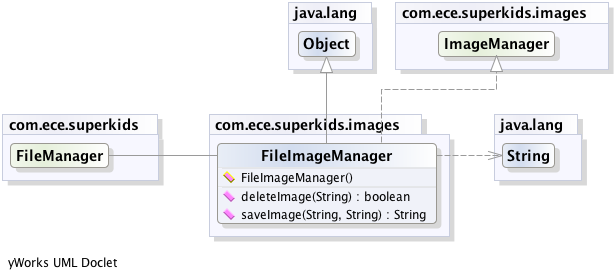 java.lang
Object
com.ece.superkids.images
ImageManager
com.ece.superkids
FileManager
com.ece.superkids.images
FileImageManager
FileImageManager()
deleteImage(String) : boolean
saveImage(String, String) : String
java.lang
String
yWorks UML Doclet